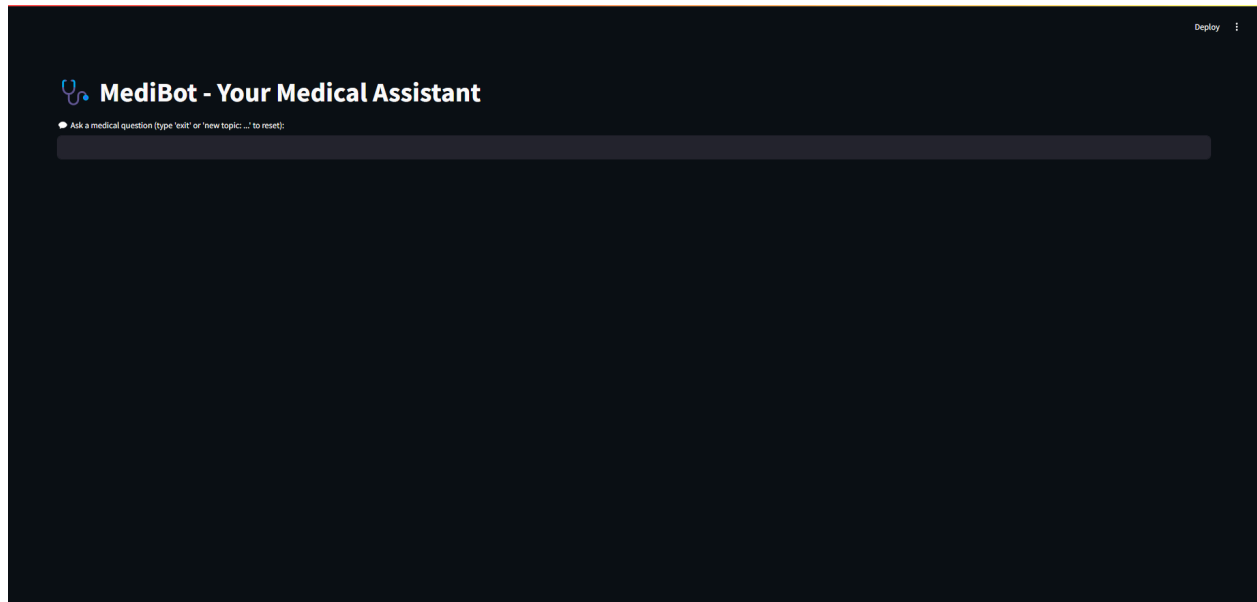 Deploy
MediBot - Your Medical Assistant
Ask a medical question (type 'exit' or 'new topic: ...' to reset):